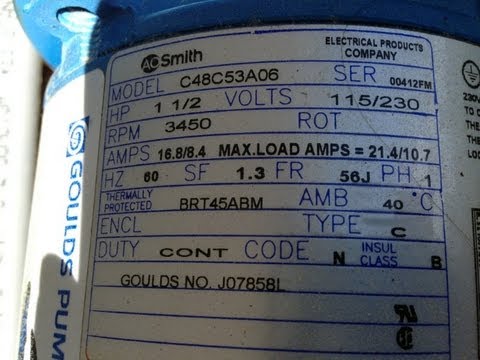 AO Smith ELECTRICAL PRODUCTS COMPANY
MODEL C48C53A06 SER 00412FM
HP 1 1/2 VOLTS 115/230
RPM 3450 ROT
AMPS 16.8/8.4 MAX.LOAD AMPS = 21.4/10.7
HZ 60 SF 1.3 FR 56J PH 1
THERMALLY PROTECTED BRT45ABM AMB 40 °C
ENCL TYPE C
DUTY CONT CODE N INSUL CLASS B
GOULDS NO. J07858L
GOULDS PUM
230V
TO C
THE